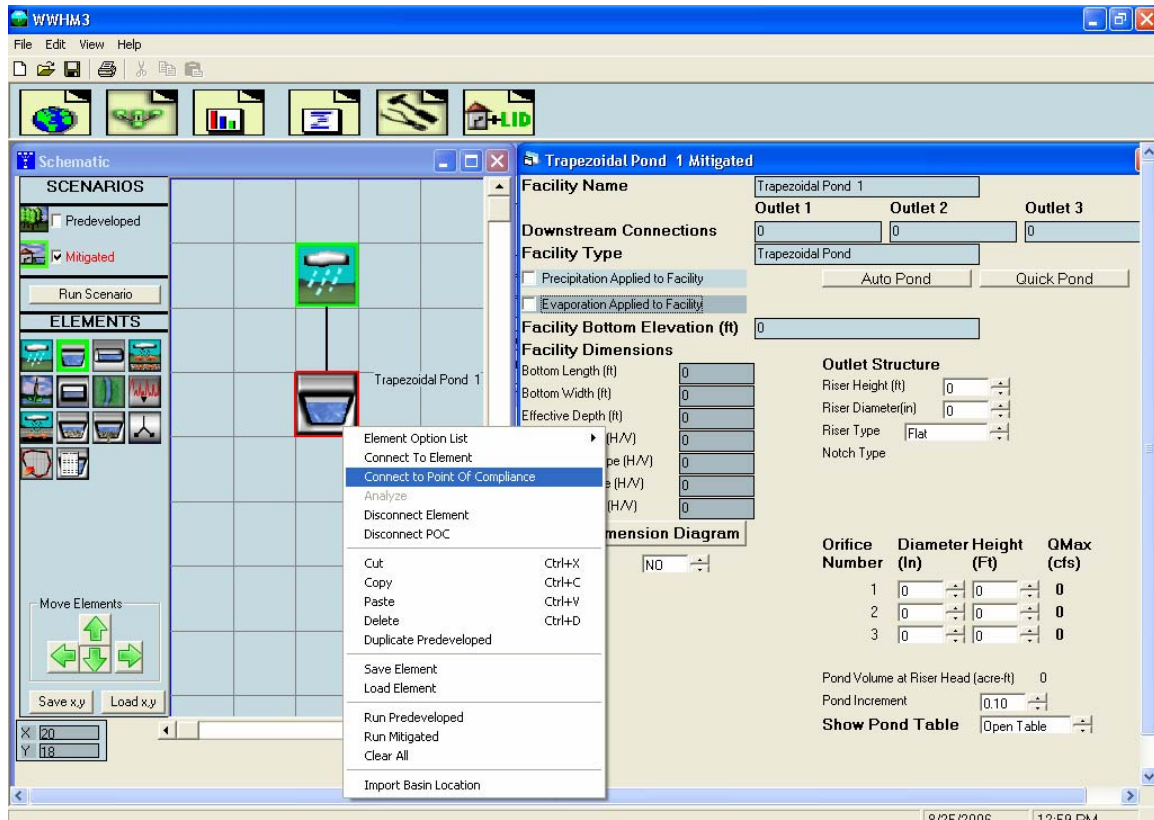 WWHM3
File Edit View Help
+LID
Schematic
SCENARIOS
Predeveloped
Mitigated
Run Scenario
ELEMENTS
Move Elements
Save x,y Load x,y
X 20
Y 18
Trapezoidal Pond 1
Element Option List
Connect To Element
Connect to Point Of Compliance
Analyze
Disconnect Element
Disconnect POC
Cut Ctrl+X
Copy Ctrl+C
Paste Ctrl+V
Delete Ctrl+D
Duplicate Predeveloped
Save Element
Load Element
Run Predeveloped
Run Mitigated
Clear All
Import Basin Location
Trapezoidal Pond 1 Mitigated
Facility Name Trapezoidal Pond 1
Outlet 1 Outlet 2 Outlet 3
Downstream Connections 0 0 0
Facility Type Trapezoidal Pond
Precipitation Applied to Facility Auto Pond Quick Pond
Evaporation Applied to Facility
Facility Bottom Elevation (ft) 0
Facility Dimensions
Bottom Length (ft) 0
Bottom Width (ft) 0
Effective Depth (ft) 0
(H/V) 0
pe (H/V) 0
(H/V) 0
(H/V) 0
mension Diagram
NO
Outlet Structure
Riser Height (ft) 0
Riser Diameter(in) 0
Riser Type Flat
Notch Type
Orifice Diameter Height QMax
Number (In) (Ft) (cfs)
1 0 0 0
2 0 0 0
3 0 0 0
Pond Volume at Riser Head (acre-ft) 0
Pond Increment 0.10
Show Pond Table Open Table
8/25/2006 12:59 PM